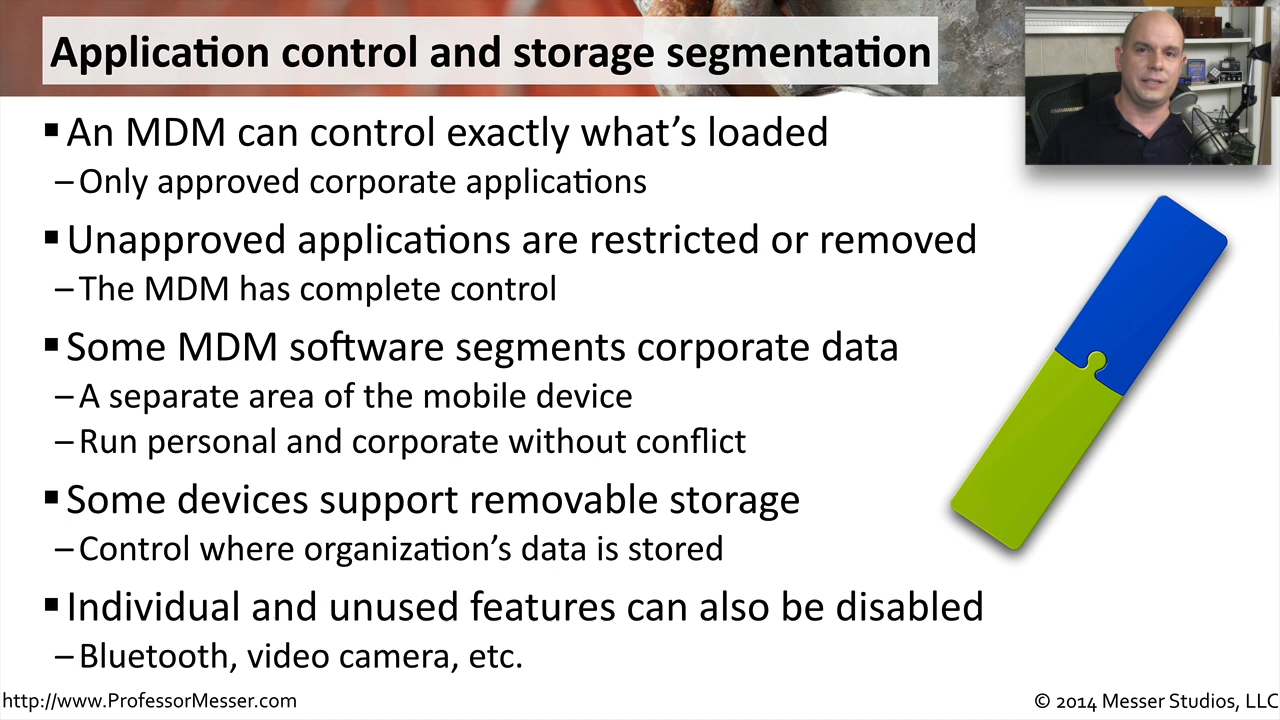 Application control and storage segmentation
▪ An MDM can control exactly what's loaded
– Only approved corporate applications
▪ Unapproved applications are restricted or removed
– The MDM has complete control
▪ Some MDM software segments corporate data
– A separate area of the mobile device
– Run personal and corporate without conflict
▪ Some devices support removable storage
– Control where organization's data is stored
▪ Individual and unused features can also be disabled
– Bluetooth, video camera, etc.
http://www.ProfessorMesser.com
© 2014 Messer Studios, LLC